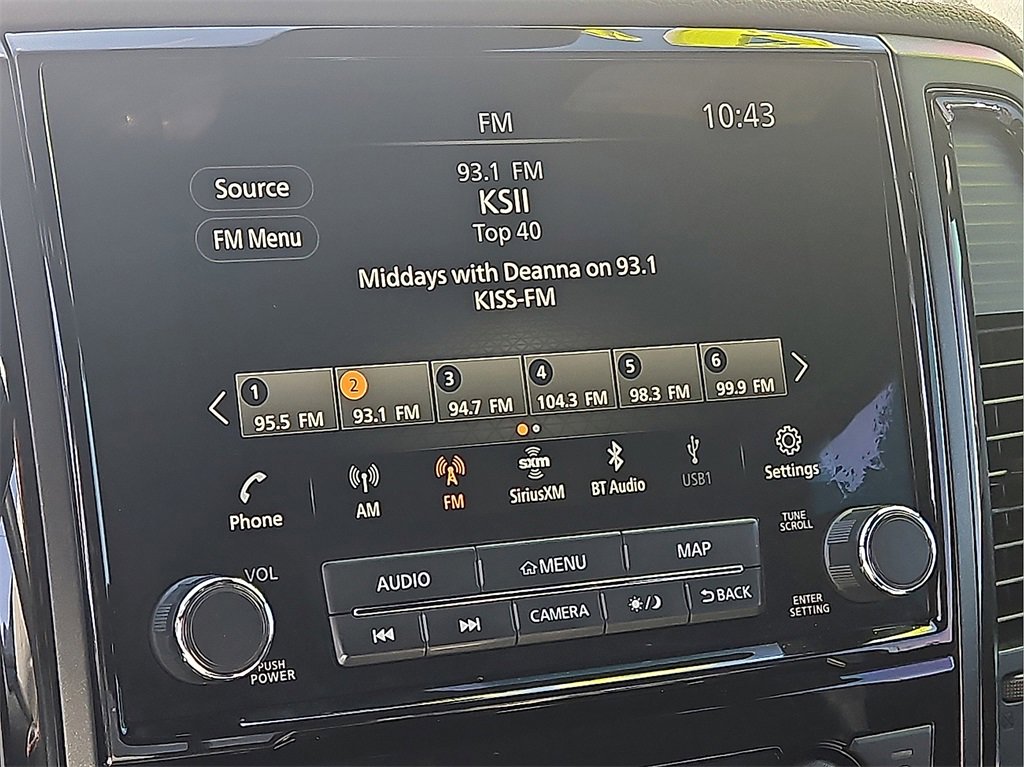 FM
10:43
Source
FM Menu
93.1 FM
KSII
Top 40
Middays with Deanna on 93.1
KISS-FM
1 95.5 FM
2 93.1 FM
3 94.7 FM
4 104.3 FM
5 98.3 FM
6 99.9 FM
Phone
AM
FM
sxm
SiriusXM
BT Audio
USB1
Settings
VOL
PUSH
POWER
AUDIO
MENU
MAP
CAMERA
BACK
TUNE
SCROLL
ENTER
SETTING